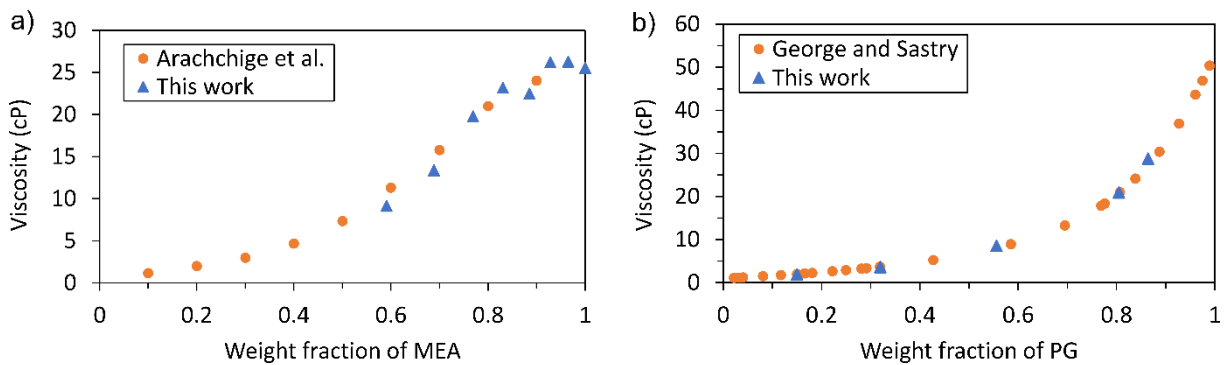 a)
30
25
20
15
10
5
0
Viscosity (cP)
Arachchige et al.
This work
0 0.2 0.4 0.6 0.8 1
Weight fraction of MEA
b)
60
50
40
30
20
10
0
Viscosity (cP)
George and Sastry
This work
0 0.2 0.4 0.6 0.8 1
Weight fraction of PG